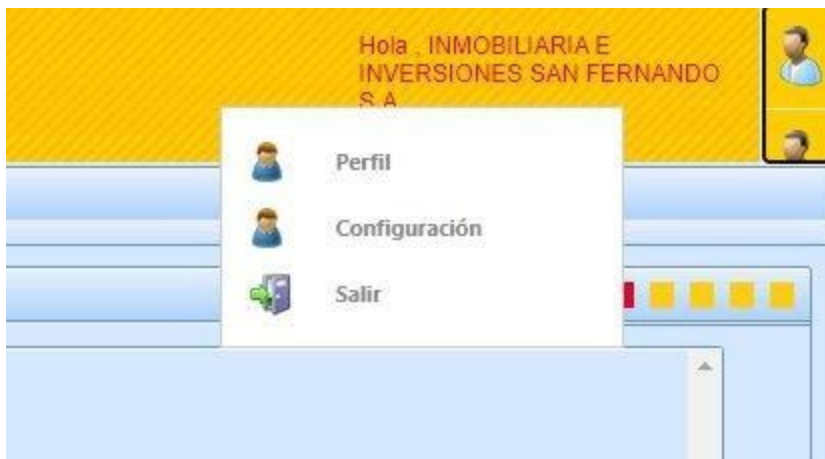 Hola , INMOBILIARIA E
INVERSIONES SAN FERNANDO
S.A
Perfil
Configuración
Salir